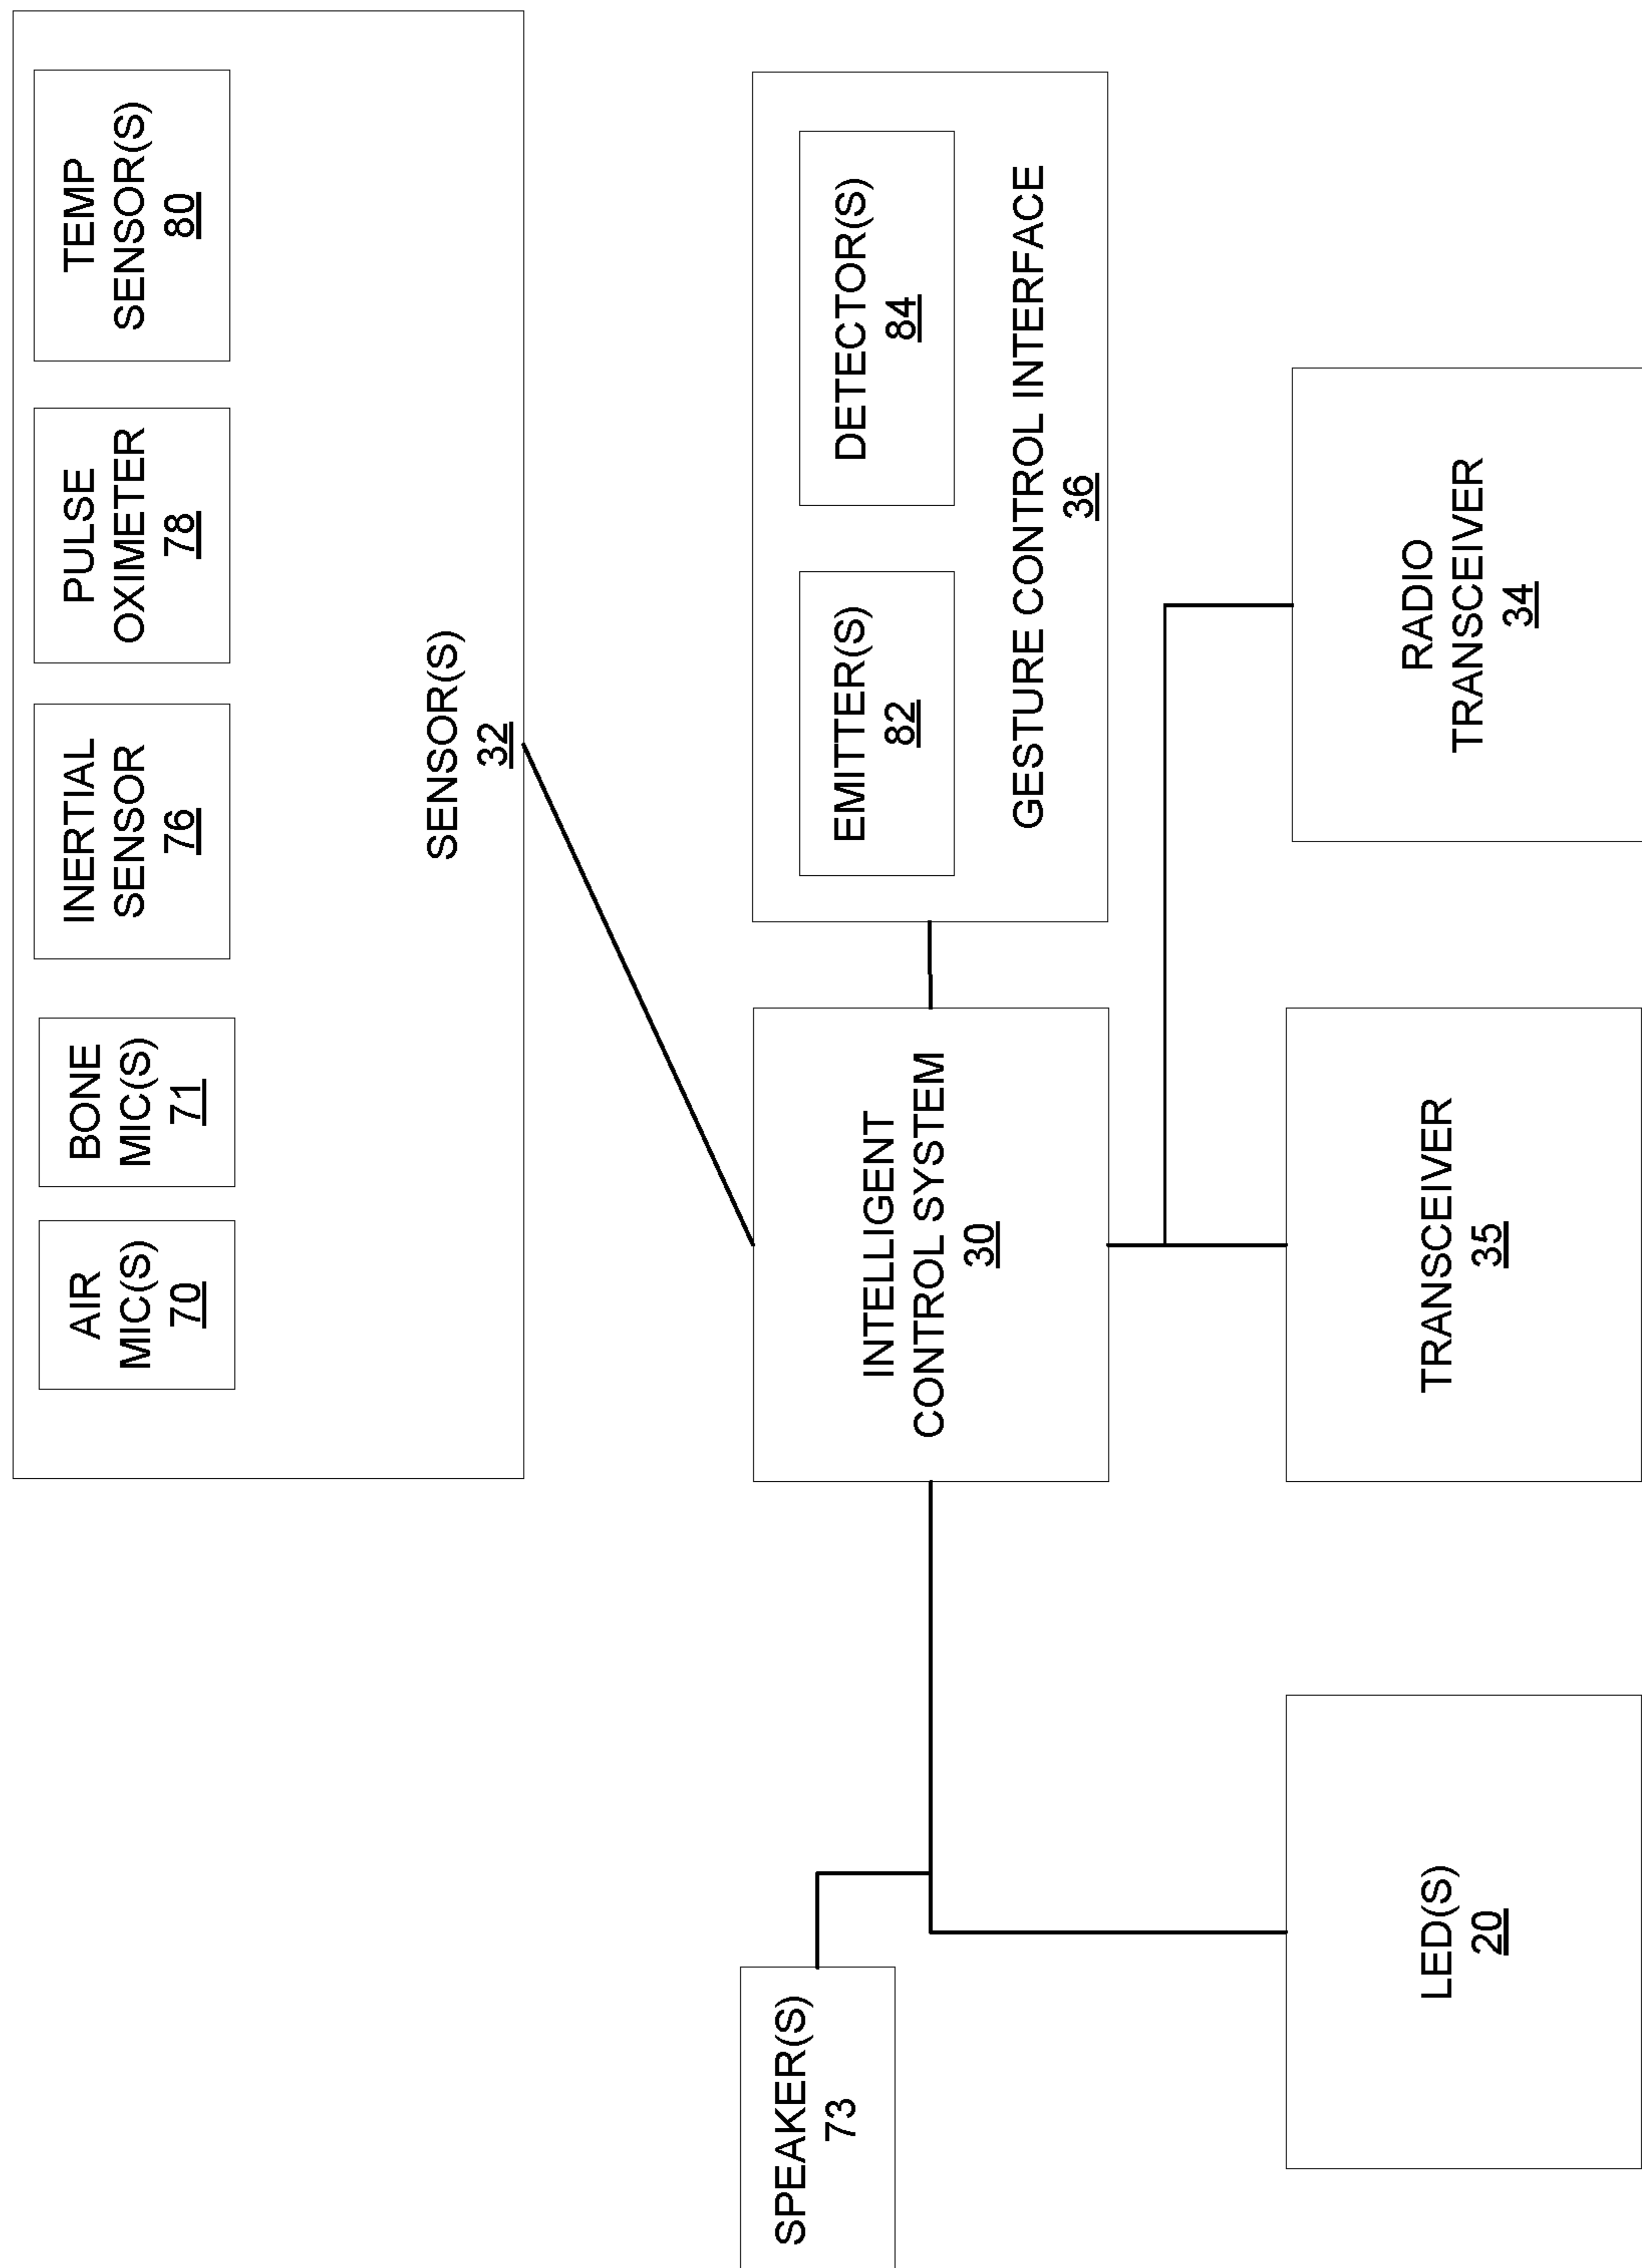 AIR
MIC(S)
70
BONE
MIC(S)
71
INERTIAL
SENSOR
76
PULSE
OXIMETER
78
TEMP
SENSOR(S)
80
SENSOR(S)
32
SPEAKER(S)
73
INTELLIGENT
CONTROL SYSTEM
30
EMITTER(S)
82
DETECTOR(S)
84
GESTURE CONTROL INTERFACE
36
LED(S)
20
TRANSCEIVER
35
RADIO
TRANSCEIVER
34